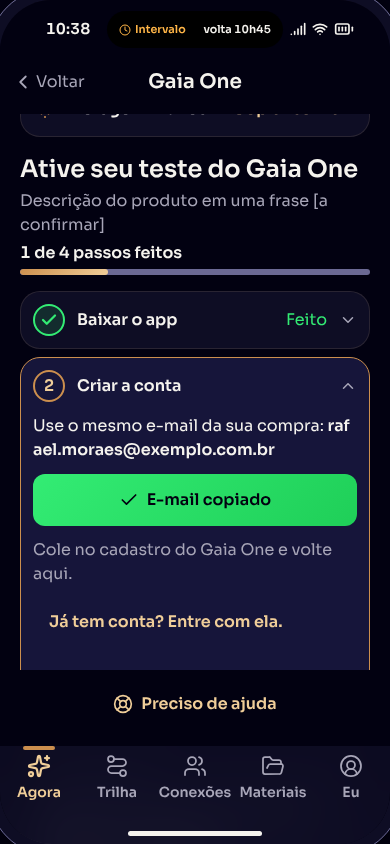 10:38
Intervalo
volta 10h45
Voltar
Gaia One
Ative seu teste do Gaia One
Descrição do produto em uma frase [a
confirmar]
1 de 4 passos feitos
Baixar o app
Feito
2
Criar a conta
Use o mesmo e-mail da sua compra: raf
ael.moraes@exemplo.com.br
E-mail copiado
Cole no cadastro do Gaia One e volte
aqui.
Já tem conta? Entre com ela.
Preciso de ajuda
Agora
Trilha
Conexões
Materiais
Eu